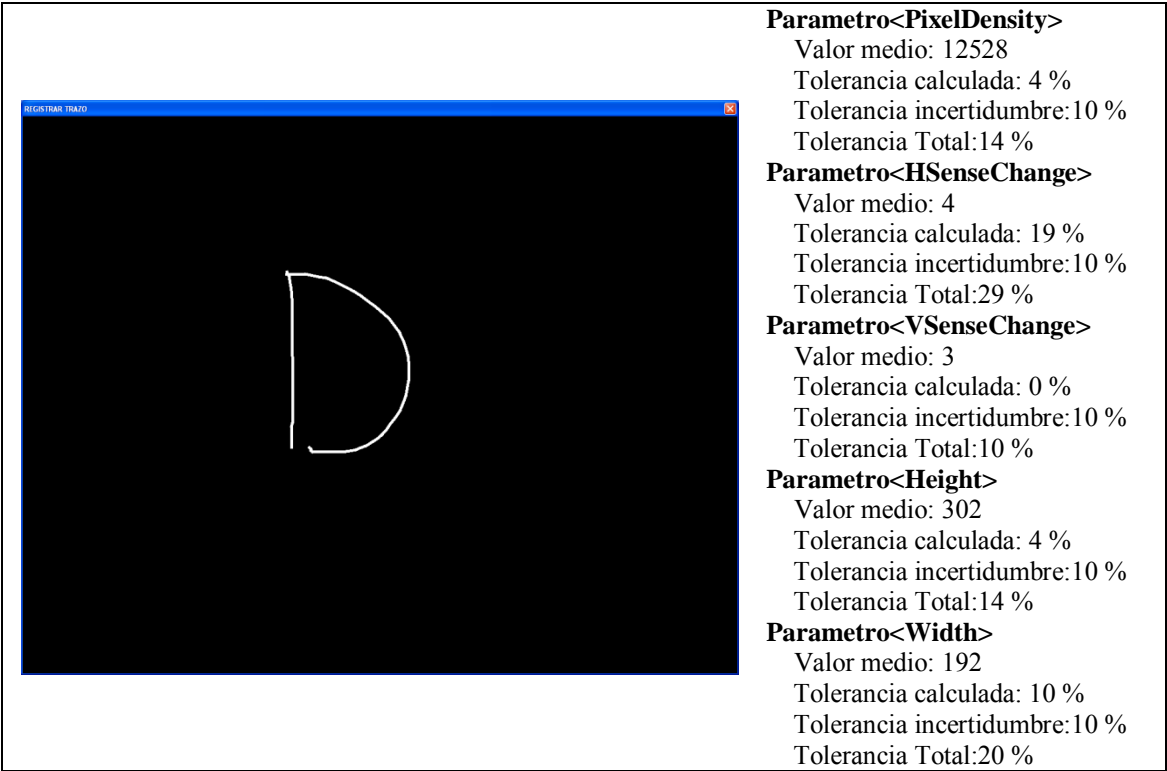 REGISTRAR TRAZO
D
Parametro<PixelDensity>
Valor medio: 12528
Tolerancia calculada: 4 %
Tolerancia incertidumbre:10 %
Tolerancia Total:14 %
Parametro<HSenseChange>
Valor medio: 4
Tolerancia calculada: 19 %
Tolerancia incertidumbre:10 %
Tolerancia Total:29 %
Parametro<VSenseChange>
Valor medio: 3
Tolerancia calculada: 0 %
Tolerancia incertidumbre:10 %
Tolerancia Total:10 %
Parametro<Height>
Valor medio: 302
Tolerancia calculada: 4 %
Tolerancia incertidumbre:10 %
Tolerancia Total:14 %
Parametro<Width>
Valor medio: 192
Tolerancia calculada: 10 %
Tolerancia incertidumbre:10 %
Tolerancia Total:20 %